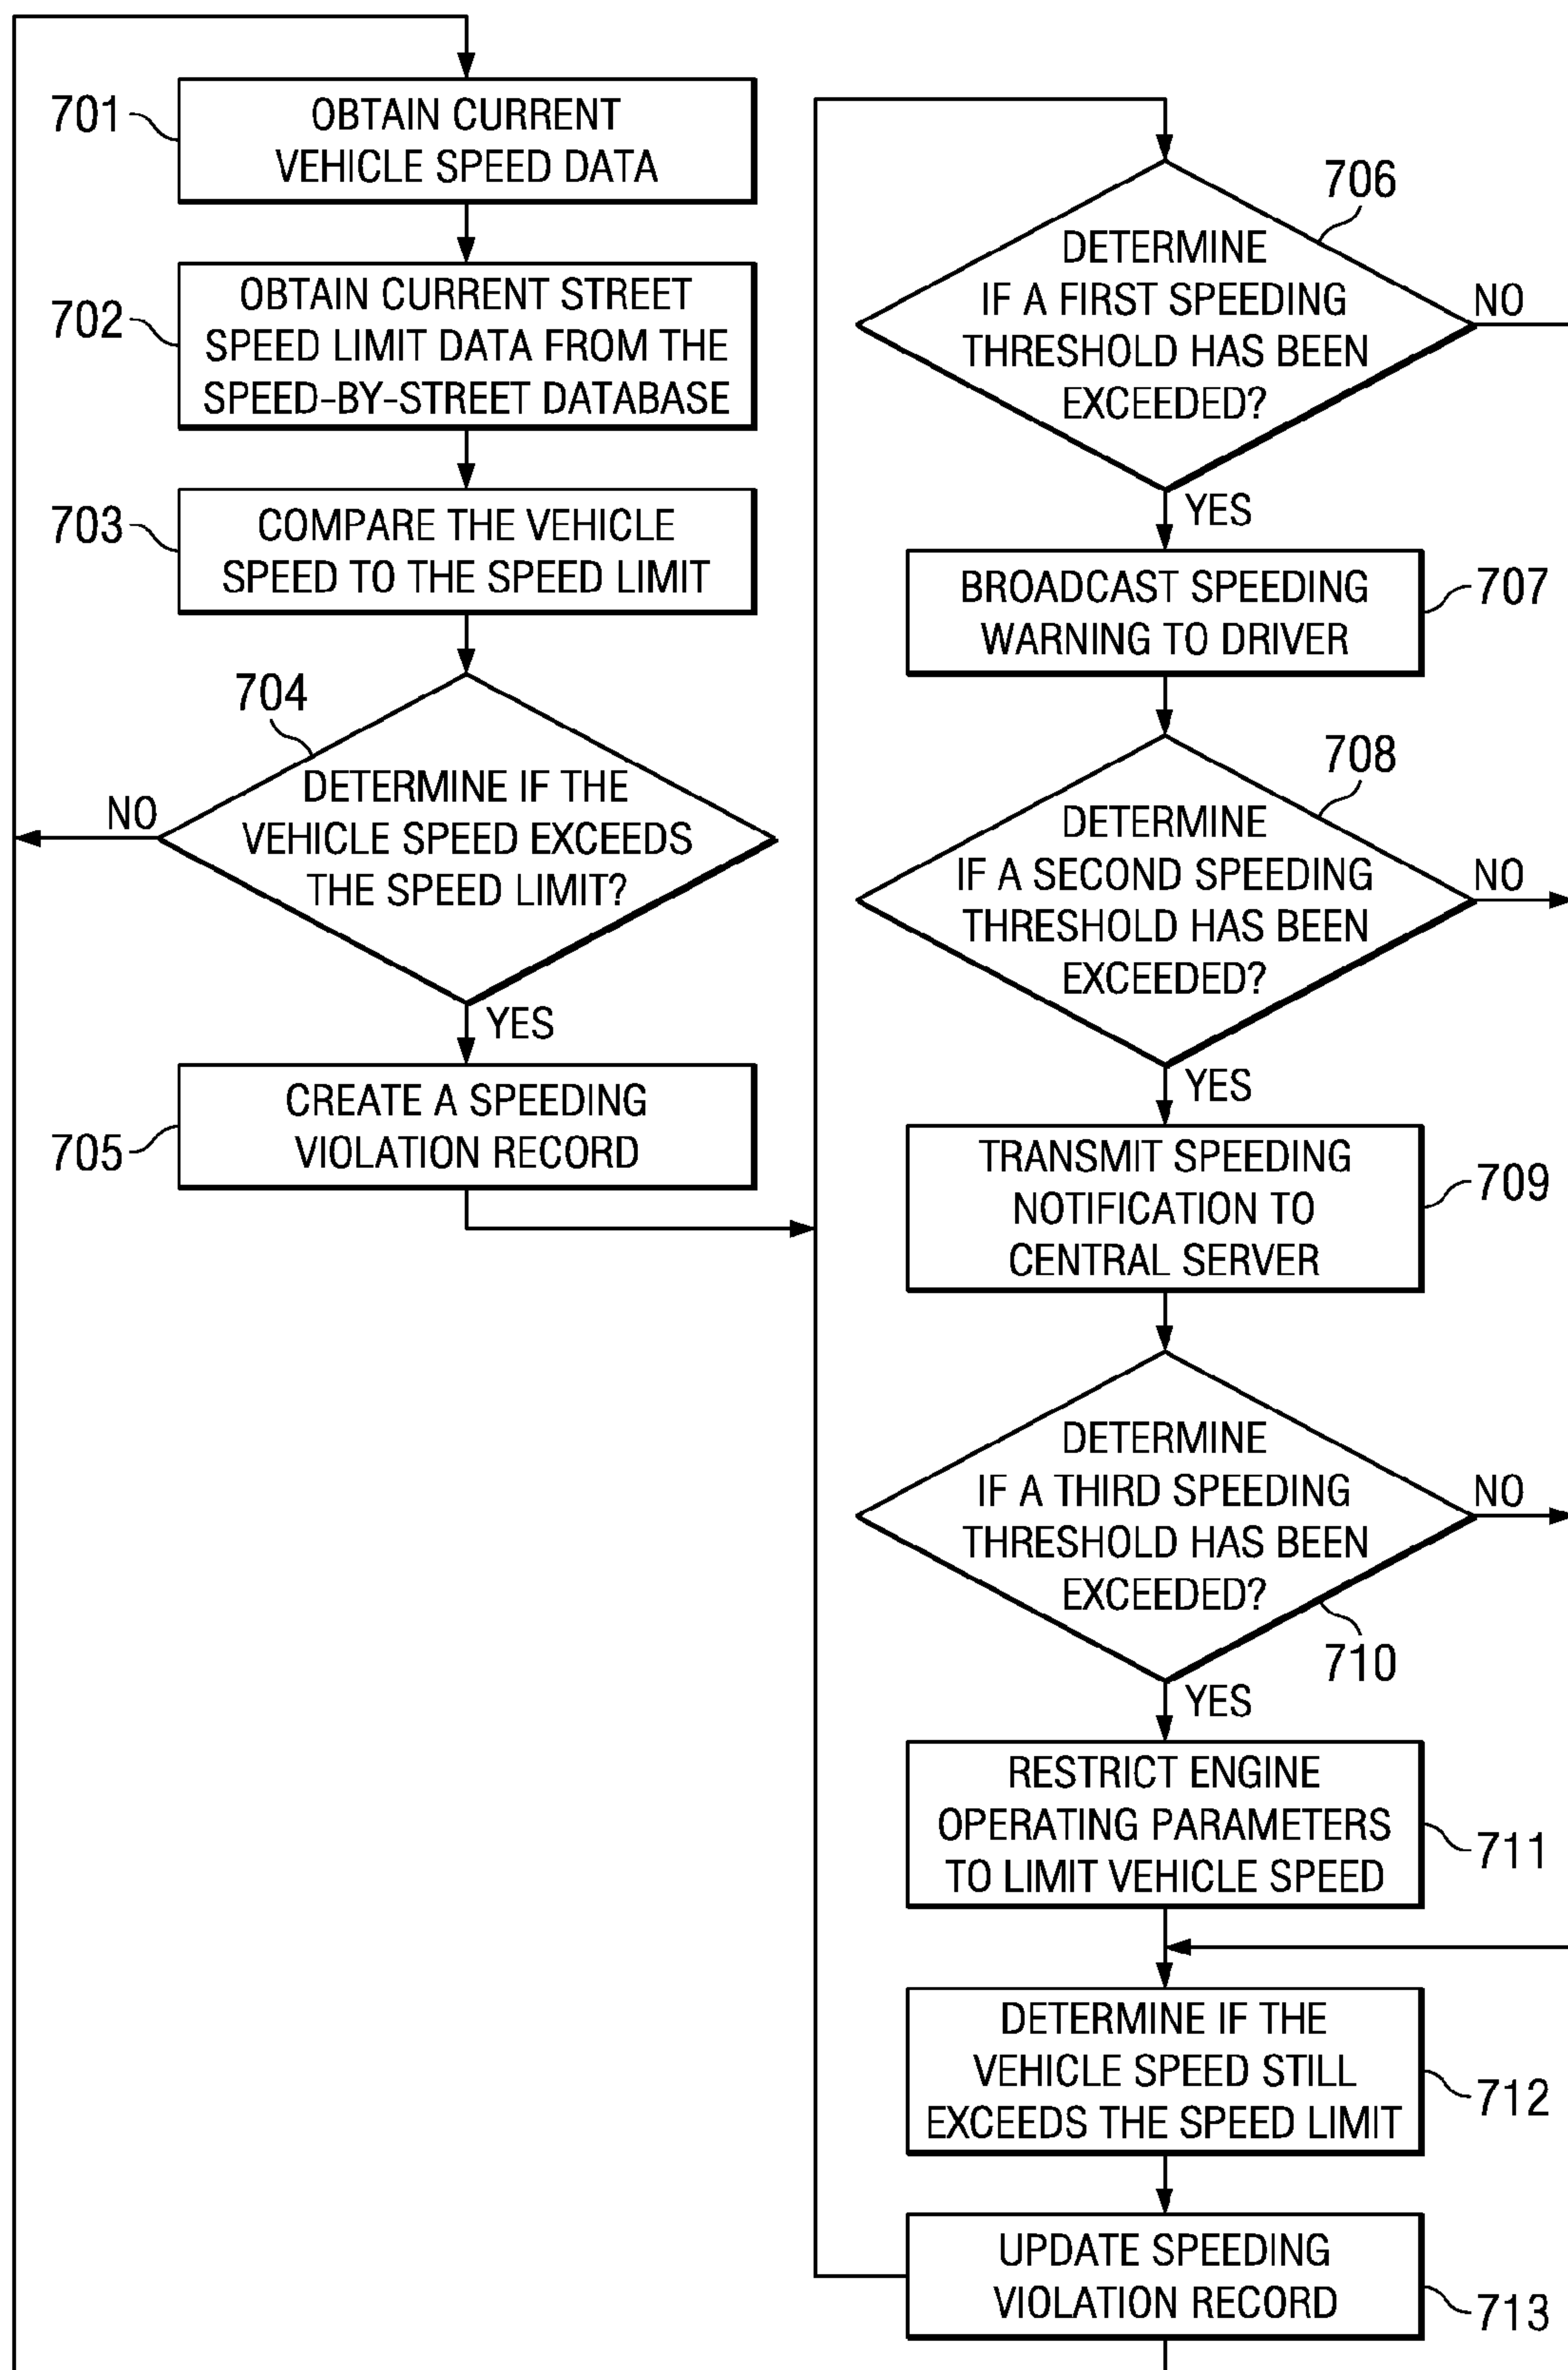 701
OBTAIN CURRENT
VEHICLE SPEED DATA
702
OBTAIN CURRENT STREET
SPEED LIMIT DATA FROM THE
SPEED-BY-STREET DATABASE
703
COMPARE THE VEHICLE
SPEED TO THE SPEED LIMIT
704
DETERMINE IF THE
VEHICLE SPEED EXCEEDS
THE SPEED LIMIT?
NO
YES
705
CREATE A SPEEDING
VIOLATION RECORD
706
DETERMINE
IF A FIRST SPEEDING
THRESHOLD HAS BEEN
EXCEEDED?
NO
YES
BROADCAST SPEEDING
WARNING TO DRIVER
707
708
DETERMINE
IF A SECOND SPEEDING
THRESHOLD HAS BEEN
EXCEEDED?
NO
YES
TRANSMIT SPEEDING
NOTIFICATION TO
CENTRAL SERVER
709
DETERMINE
IF A THIRD SPEEDING
THRESHOLD HAS BEEN
EXCEEDED?
NO
710
YES
RESTRICT ENGINE
OPERATING PARAMETERS
TO LIMIT VEHICLE SPEED
711
DETERMINE IF THE
VEHICLE SPEED STILL
EXCEEDS THE SPEED LIMIT
712
UPDATE SPEEDING
VIOLATION RECORD
713